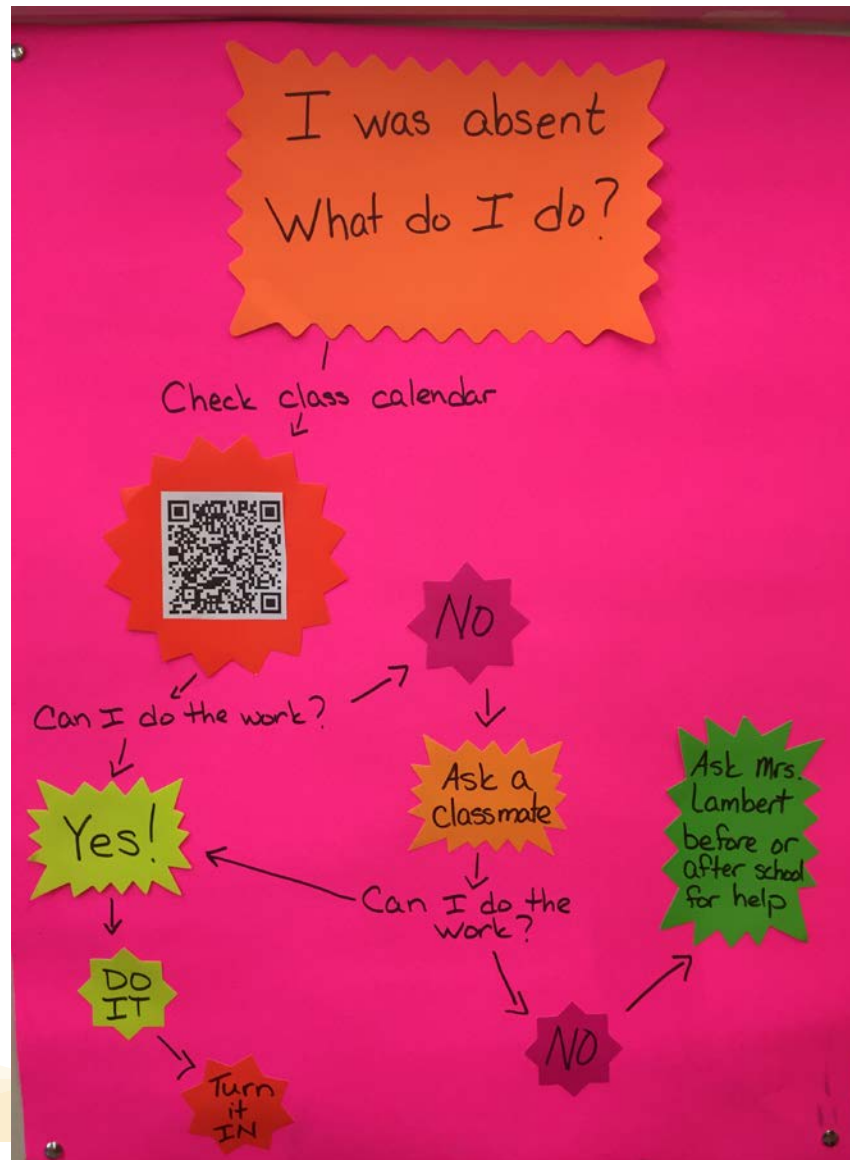 I was absent
What do I do?
Check class calendar
Can I do the work?
NO
Yes!
Ask a
classmate
Can I do the
work?
Ask Mrs.
Lambert
before or
after school
for help
DO
IT
NO
Turn
it
IN